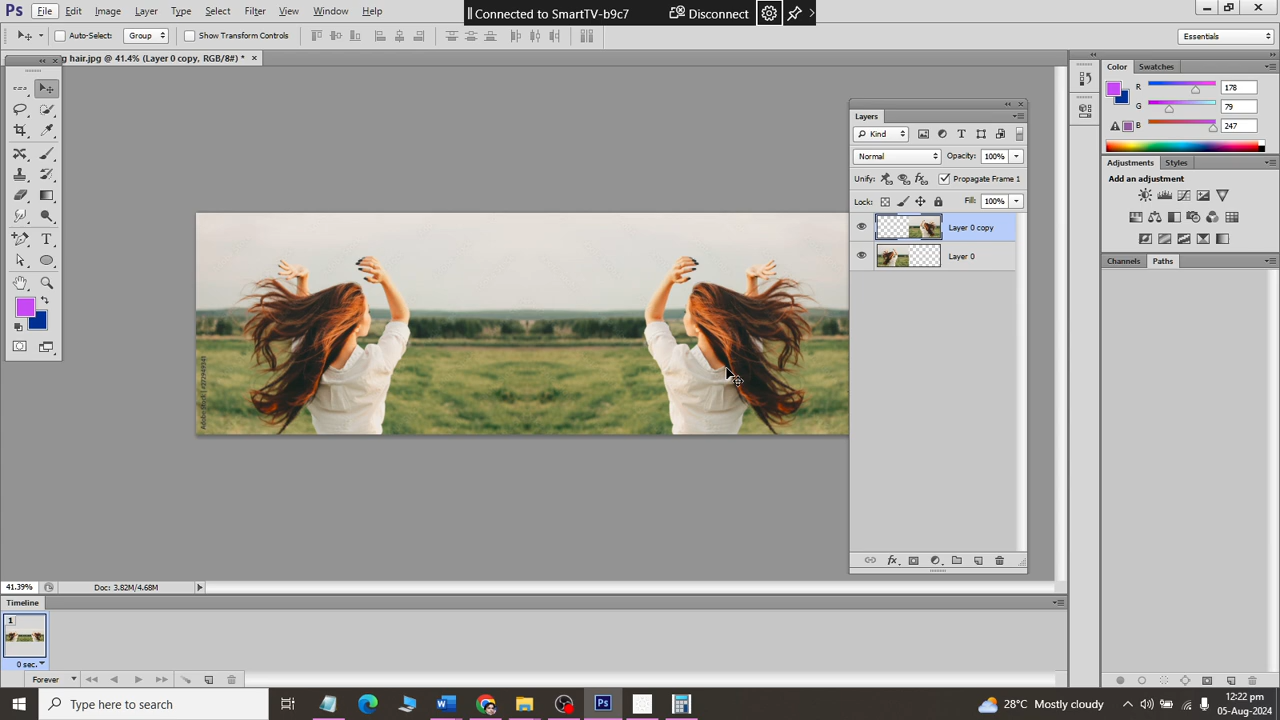 Connected to SmartTV-b9c7 Disconnect
Ps File Edit Image Layer Type Select Filter View Window Help
Auto-Select: Group Show Transform Controls Essentials
g hair.jpg @ 41.4% (Layer 0 copy, RGB/8#) * ×
Color Swatches
R 178
G 79
B 247
Layers
Kind
Normal Opacity: 100%
Unify: Propagate Frame 1
Lock: Fill: 100%
Layer 0 copy
Layer 0
Adjustments Styles
Add an adjustment
Channels Paths
41.39% Doc: 3.82M/4.68M
Timeline
1
0 sec.
Forever
Type here to search
28°C Mostly cloudy
12:22 pm
05-Aug-2024